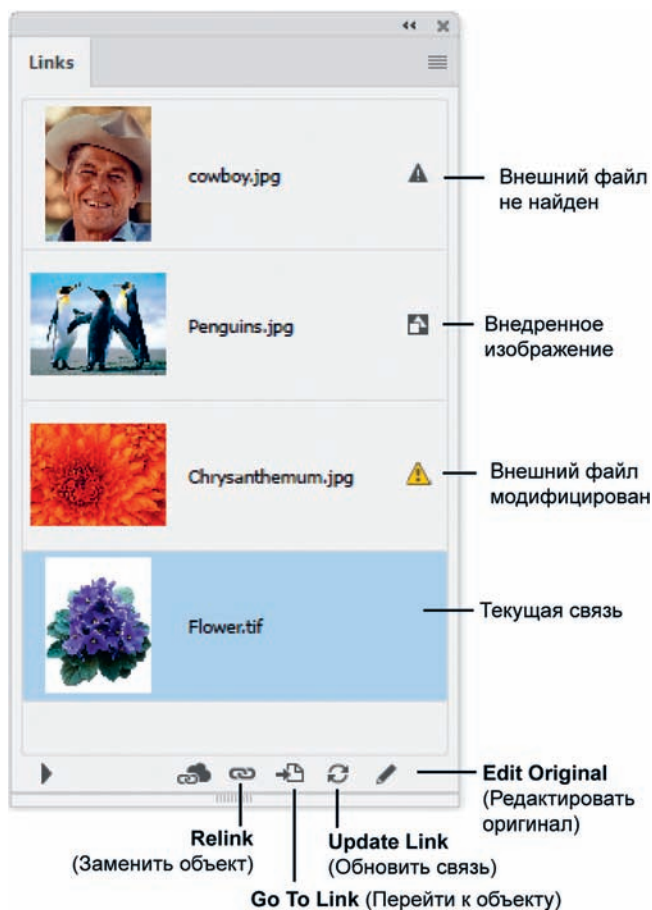 Links
cowboy.jpg
Внешний файл
не найден
Penguins.jpg
Внедренное
изображение
Chrysanthemum.jpg
Внешний файл
модифицирован
Текущая связь
Flower.tif
Edit Original
(Редактировать
оригинал)
Relink
(Заменить объект)
Update Link
(Обновить связь)
Go To Link (Перейти к объекту)